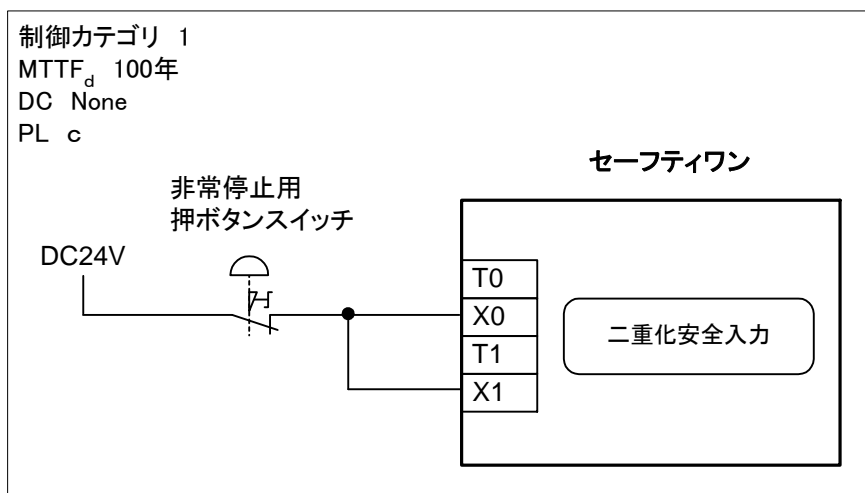 制御カテゴリ 1
MTTFd 100年
DC None
PL c
セーフティワン
非常停止用
押ボタンスイッチ
DC24V
T0
X0
T1
X1
二重化安全入力